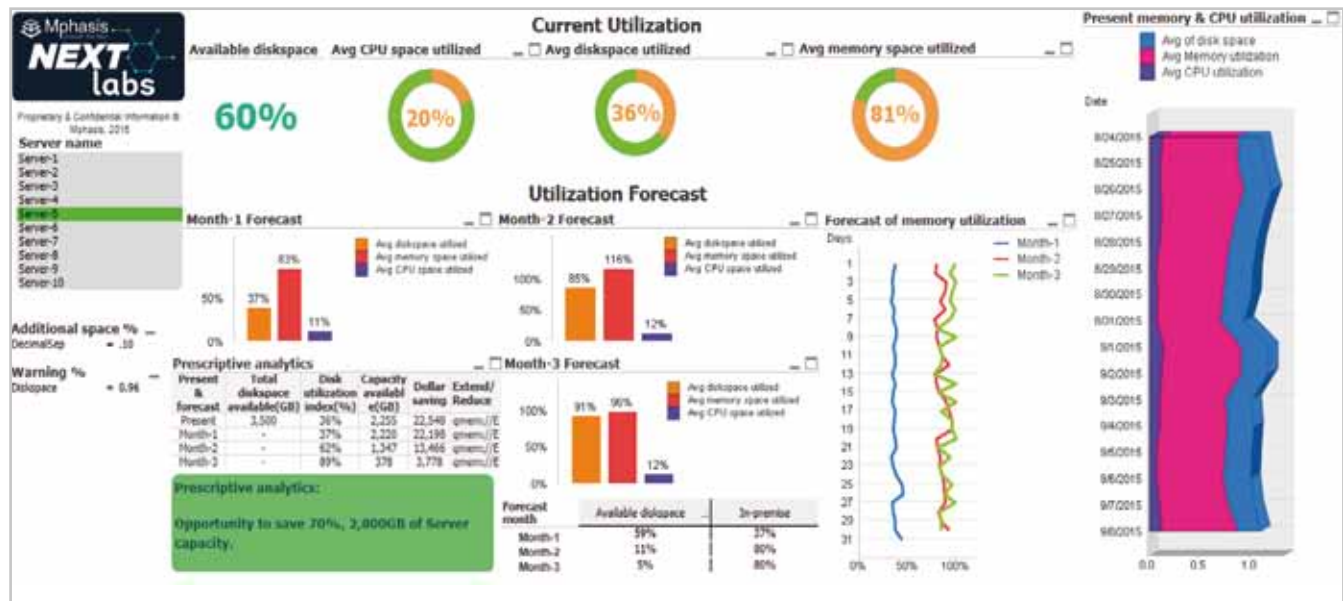 Mphasis
NEXT
labs
Proprietary & Confidential information &
Mphasis, 2015
Server name
Server-1
Server-2
Server-3
Server-4
Server-5
Server-6
Server-7
Server-8
Server-9
Server-10
Additional space %
DecimalSep = .10
Warning %
Diskspace = 0.96
Current Utilization
Available diskspace
60%
Avg CPU space utilized
20%
Avg diskspace utilized
36%
Avg memory space utilized
81%
Utilization Forecast
Month-1 Forecast
Avg diskspace utilized
Avg memory space utilized
Avg CPU space utilized
83%
50%
37%
11%
0%
Month-2 Forecast
Avg diskspace utilized
Avg memory space utilized
Avg CPU space utilized
116%
100%
85%
50%
12%
0%
Forecast of memory utilization
Days
Month-1
Month-2
Month-3
1
3
5
7
9
11
13
15
17
19
21
23
25
27
29
31
0% 50% 100%
Prescriptive analytics
Present & forecast Total diskspace available(GB) Disk utilization index(%) Capacity available(GB) Dollar saving Extend/Reduce
Present 3,500 36% 2,255 22,548 qmem://E
Month-1 - 37% 2,220 22,198 qmem://E
Month-2 - 62% 1,347 13,466 qmem://E
Month-3 - 89% 378 3,778 qmem://E
Prescriptive analytics:
Opportunity to save 70%, 2,000GB of Server
capacity.
Month-3 Forecast
Avg diskspace utilized
Avg memory space utilized
Avg CPU space utilized
100%
91%
50%
12%
0%
Forecast month Available diskspace In-premise
Month-1 59% 37%
Month-2 11% 80%
Month-3 5% 80%
Present memory & CPU utilization
Avg of disk space
Avg Memory utilization
Avg CPU utilization
Date
8/24/2015
8/25/2015
8/26/2015
8/27/2015
8/28/2015
8/29/2015
8/30/2015
8/31/2015
9/1/2015
9/2/2015
9/3/2015
9/4/2015
9/5/2015
9/6/2015
9/7/2015
9/8/2015
0.0 0.5 1.0